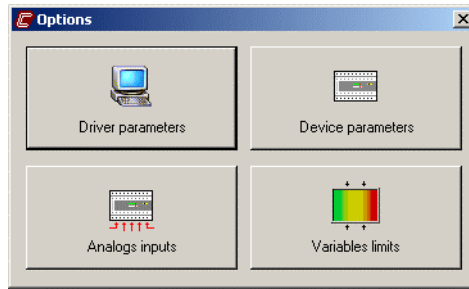 Options
Driver parameters
Device parameters
Analogs inputs
Variables limits